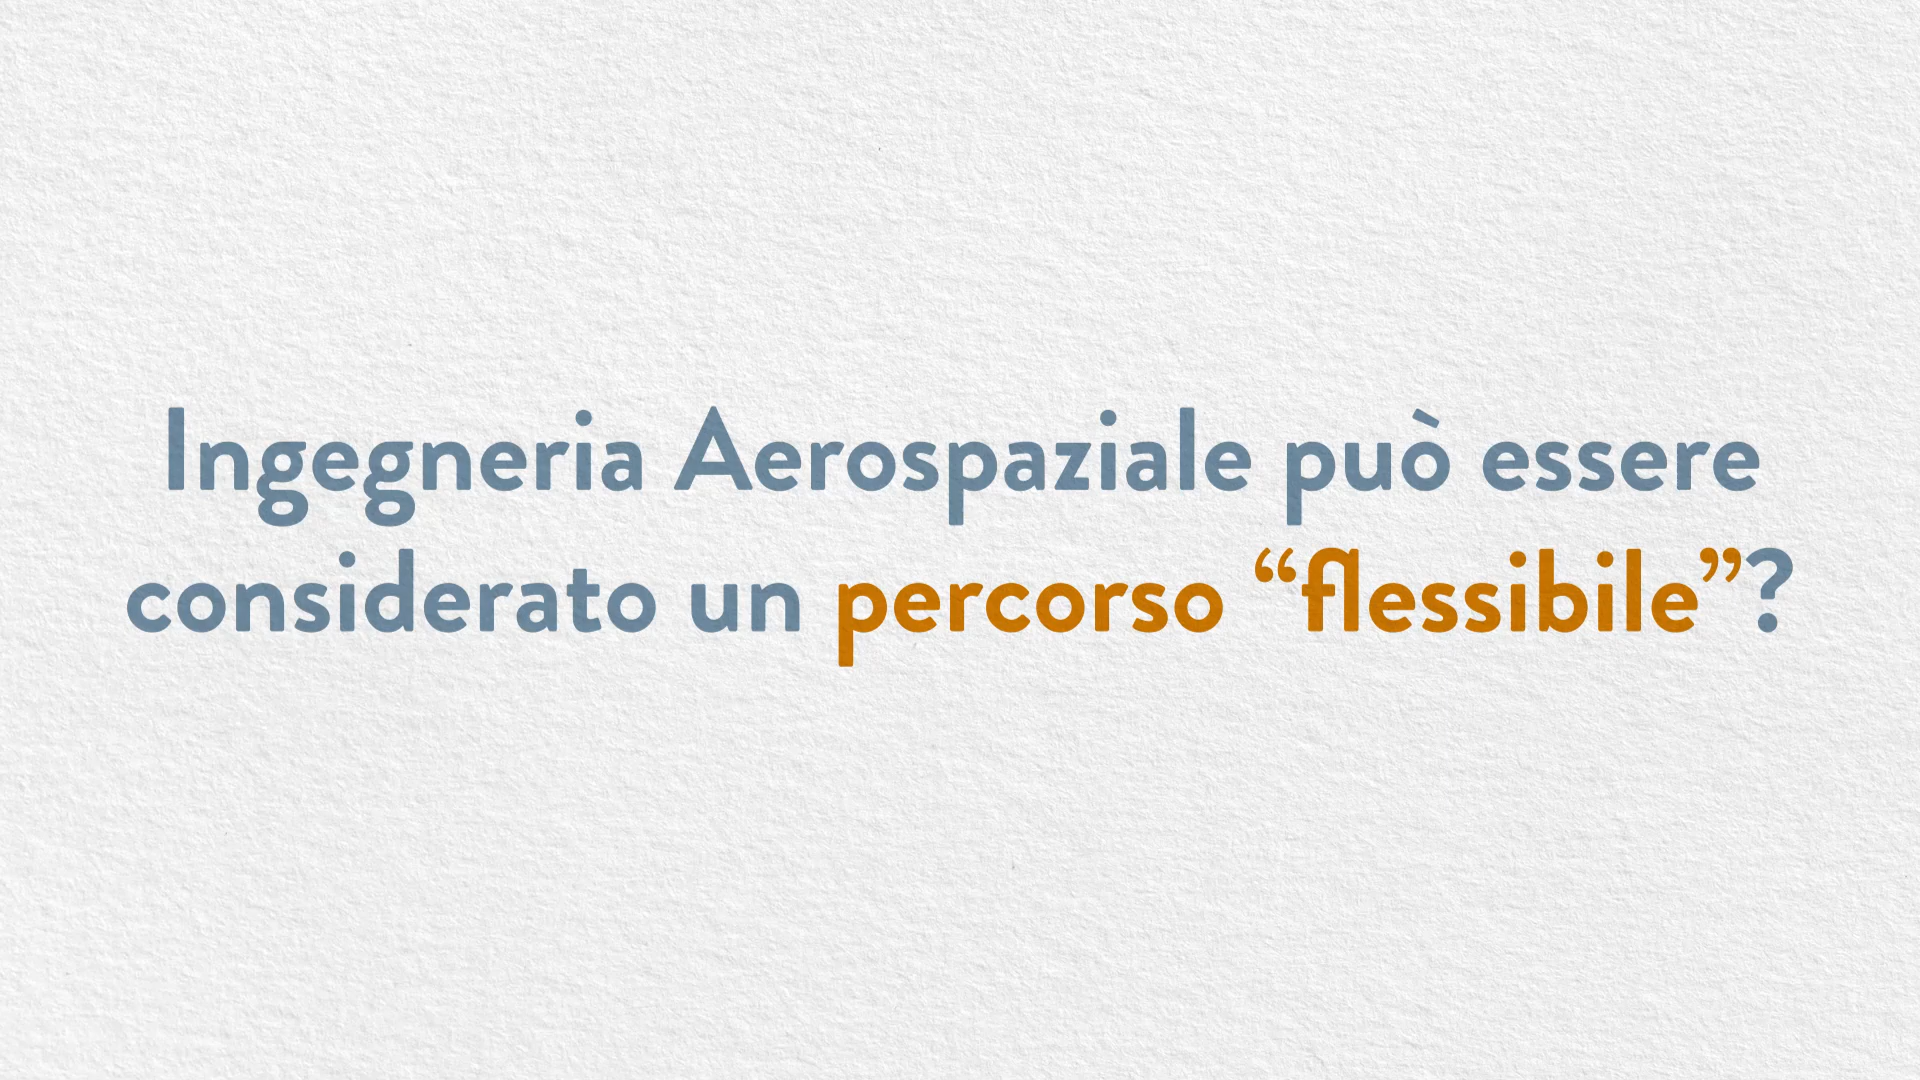 Ingegneria Aerospaziale può essere
considerato un percorso “flessibile”?